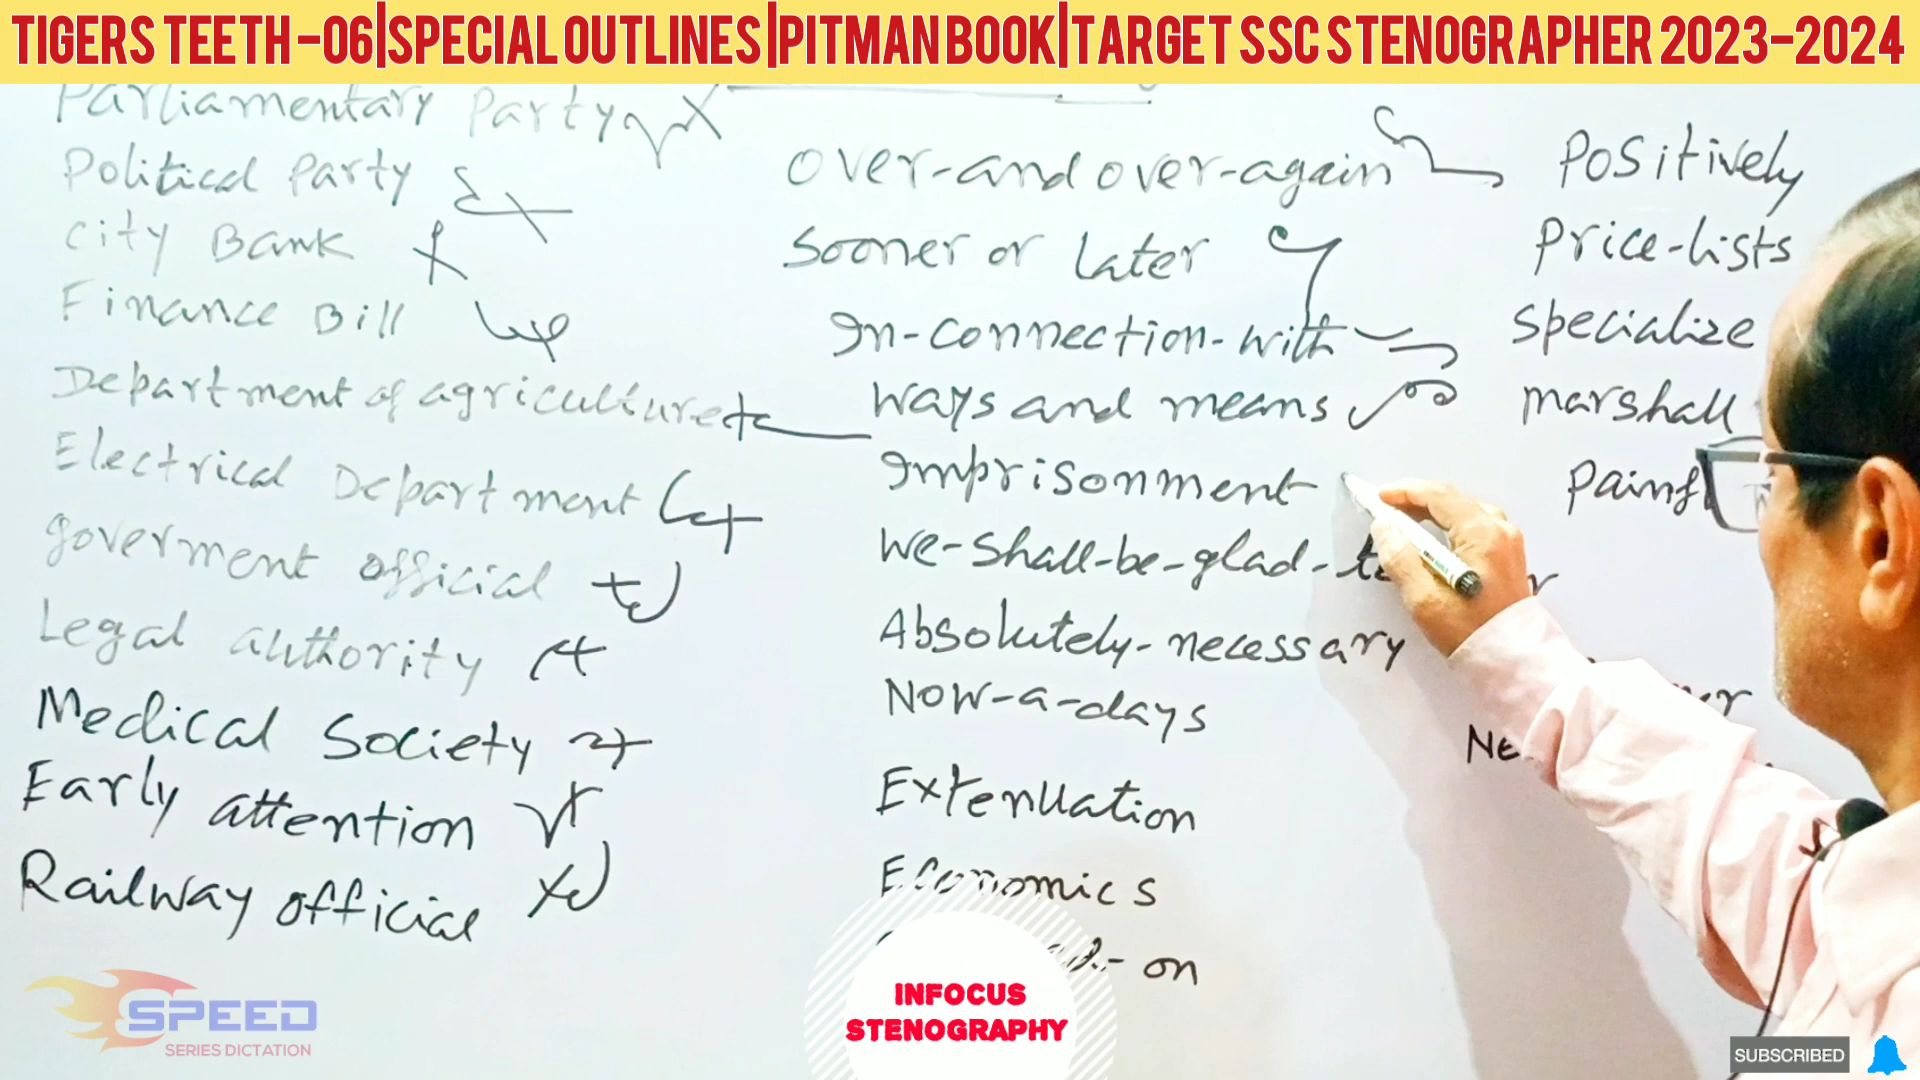 TIGERS TEETH -06|SPECIAL OUTLINES |PITMAN BOOK|TARGET SSC STENOGRAPHER 2023-2024
Parliamentary Party
Political Party
City Bank
Finance Bill
Department of agriculture
Electrical Department
goverment official
Legal authority
Medical Society
Early attention
Railway official
Over-and over-again
Sooner or Later
In-connection-with
Ways and means
Imprisonment
We-shall-be-glad-
Absolutely-necessary
Now-a-days
Extenuation
Economics
on
Positively
Price-lists
Specialize
marshall
SPEED
SERIES DICTATION
INFOCUS
STENOGRAPHY
SUBSCRIBED